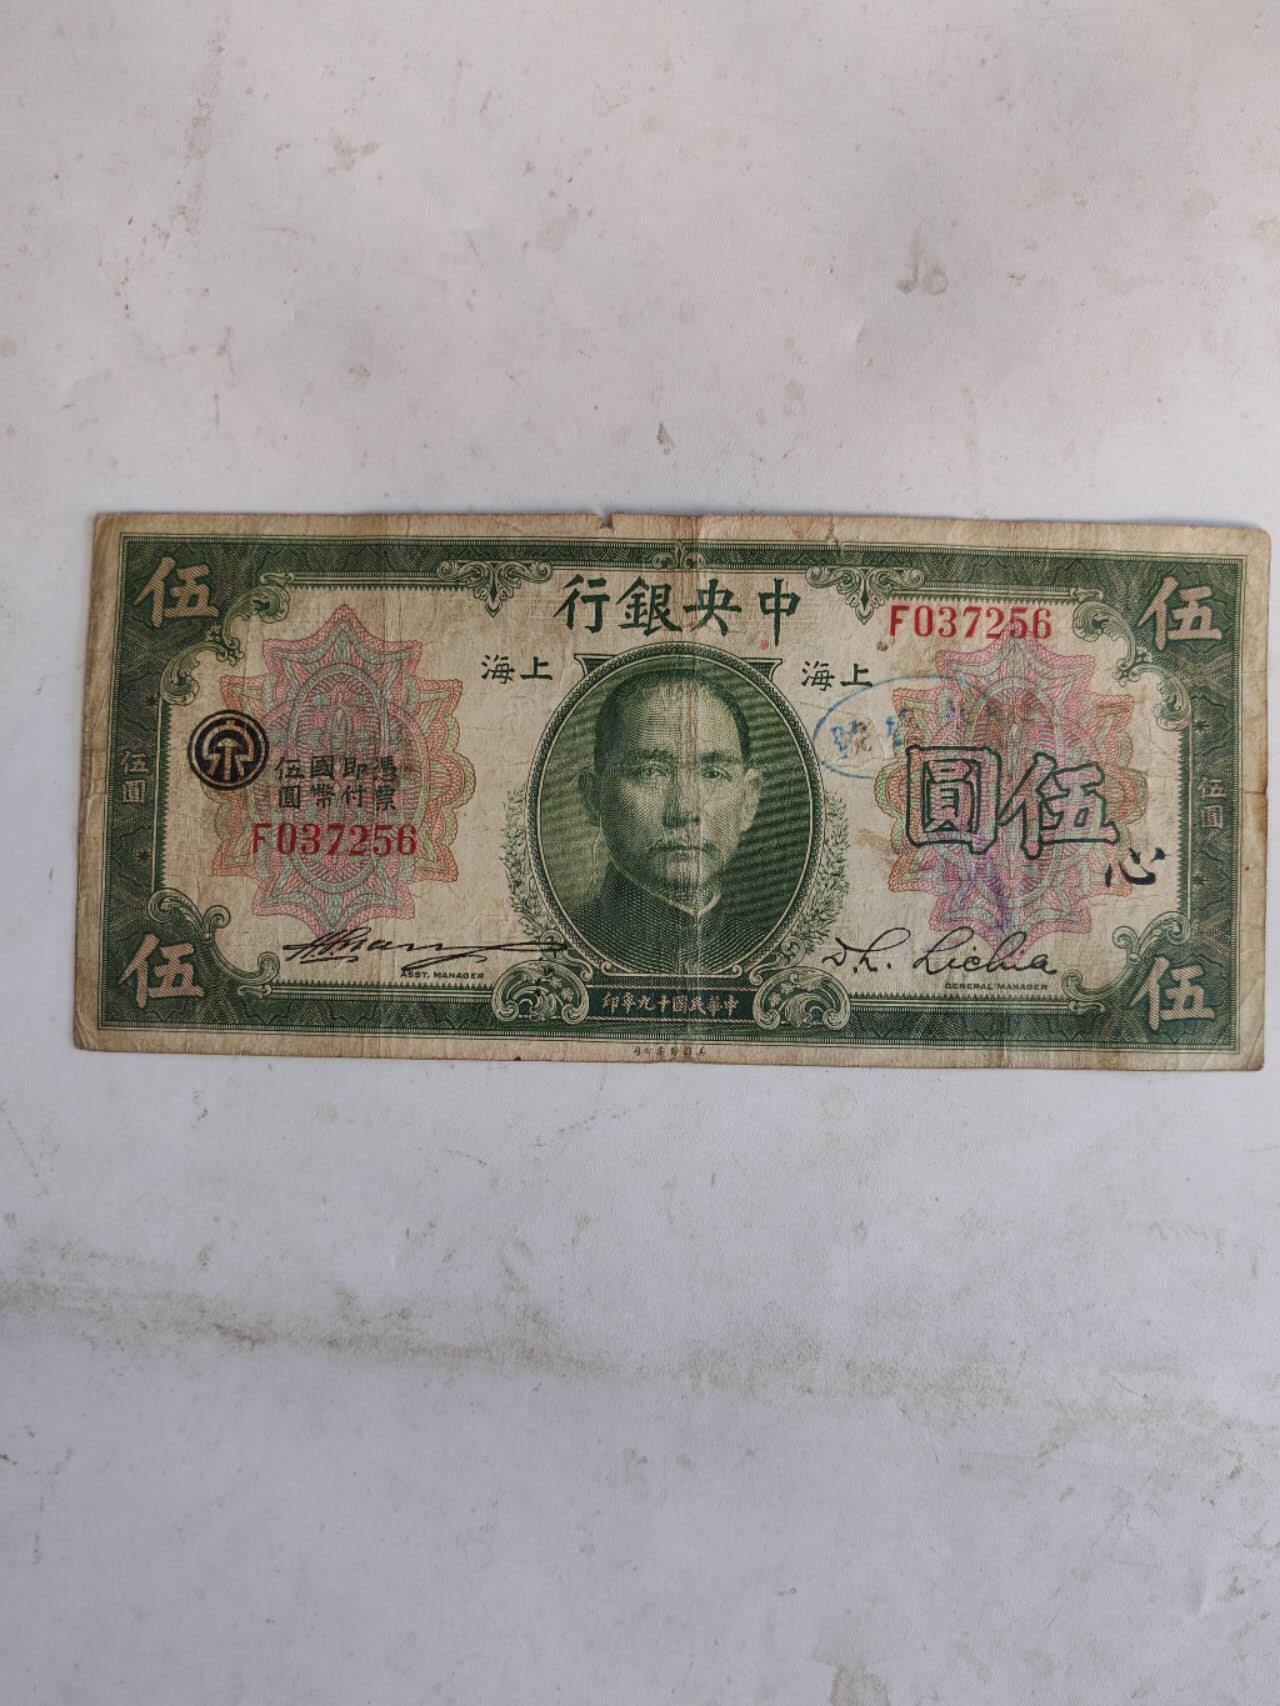 伍
伍
中央銀行
F037256
上海
上海
憑票
即付
國幣
伍圓
F037256
伍圓
伍圓
伍圓
心
ASST. MANAGER
D. L. Lichia
GENERAL MANAGER
伍
伍
中華民國十九年印